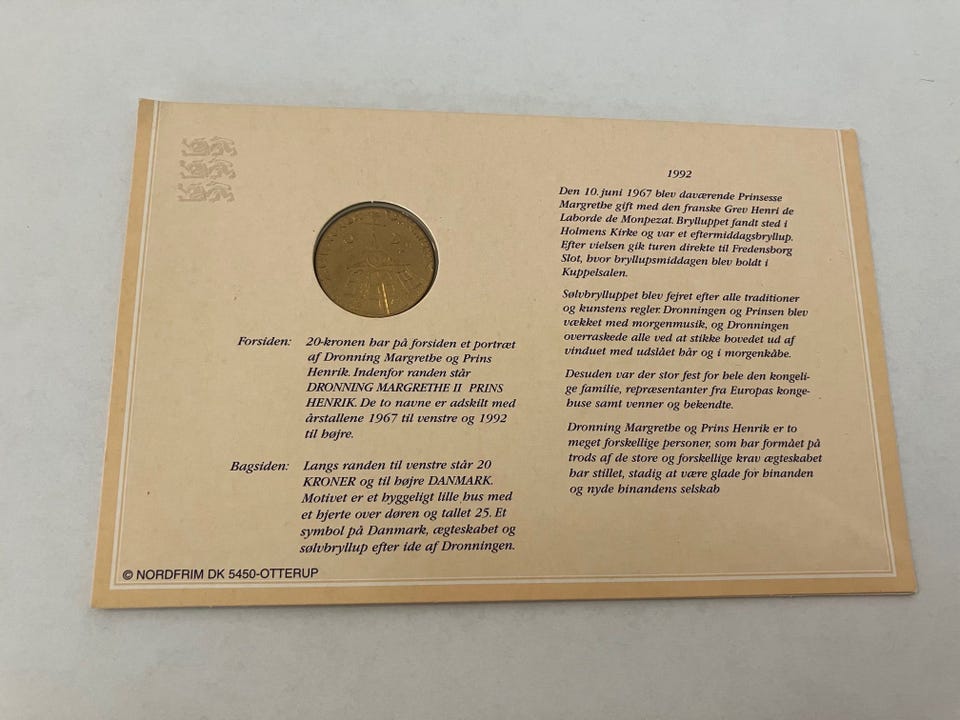 Forsiden: 20-kronen har på forsiden et portræt
af Dronning Margrethe og Prins
Henrik. Indenfor randen står
DRONNING MARGRETHE II PRINS
HENRIK. De to navne er adskilt med
årstallene 1967 til venstre og 1992
til højre.
Bagsiden: Langs randen til venstre står 20
KRONER og til højre DANMARK.
Motivet er et hyggeligt lille hus med
et hjerte over døren og tallet 25. Et
symbol på Danmark, ægteskabet og
sølvbryllup efter ide af Dronningen.
© NORDFRIM DK 5450-OTTERUP
1992
Den 10. juni 1967 blev daværende Prinsesse
Margrethe gift med den franske Grev Henri de
Laborde de Monpezat. Brylluppet fandt sted i
Holmens Kirke og var et eftermiddagsbryllup.
Efter vielsen gik turen direkte til Fredensborg
Slot, hvor bryllupsmiddagen blev holdt i
Kuppelsalen.
Sølvbrylluppet blev fejret efter alle traditioner
og kunstens regler. Dronningen og Prinsen blev
vækket med morgenmusik, og Dronningen
overraskede alle ved at stikke hovedet ud af
vinduet med udslået hår og i morgenkåbe.
Desuden var der stor fest for hele den kongeli-
ge familie, repræsentanter fra Europas konge-
huse samt venner og bekendte.
Dronning Margrethe og Prins Henrik er to
meget forskellige personer, som har formået på
trods af de store og forskellige krav ægteskabet
har stillet, stadig at være glade for hinanden
og nyde hinandens selskab